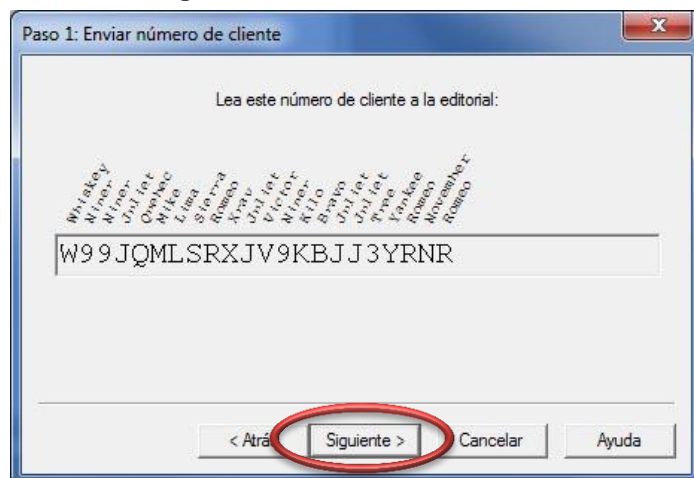 Paso 1: Enviar número de cliente
X
Lea este número de cliente a la editorial:
Whiskey
Niner
Niner
Juliet
Quebec
Mike
Lima
Sierra
Romeo
Xray
Juliet
Victor
Niner
Kilo
Bravo
Juliet
Juliet
Tree
Yankee
Romeo
November
Romeo
W99JQMLSRXJV9KBJJ3YRNR
< Atrá
Siguiente >
Cancelar
Ayuda